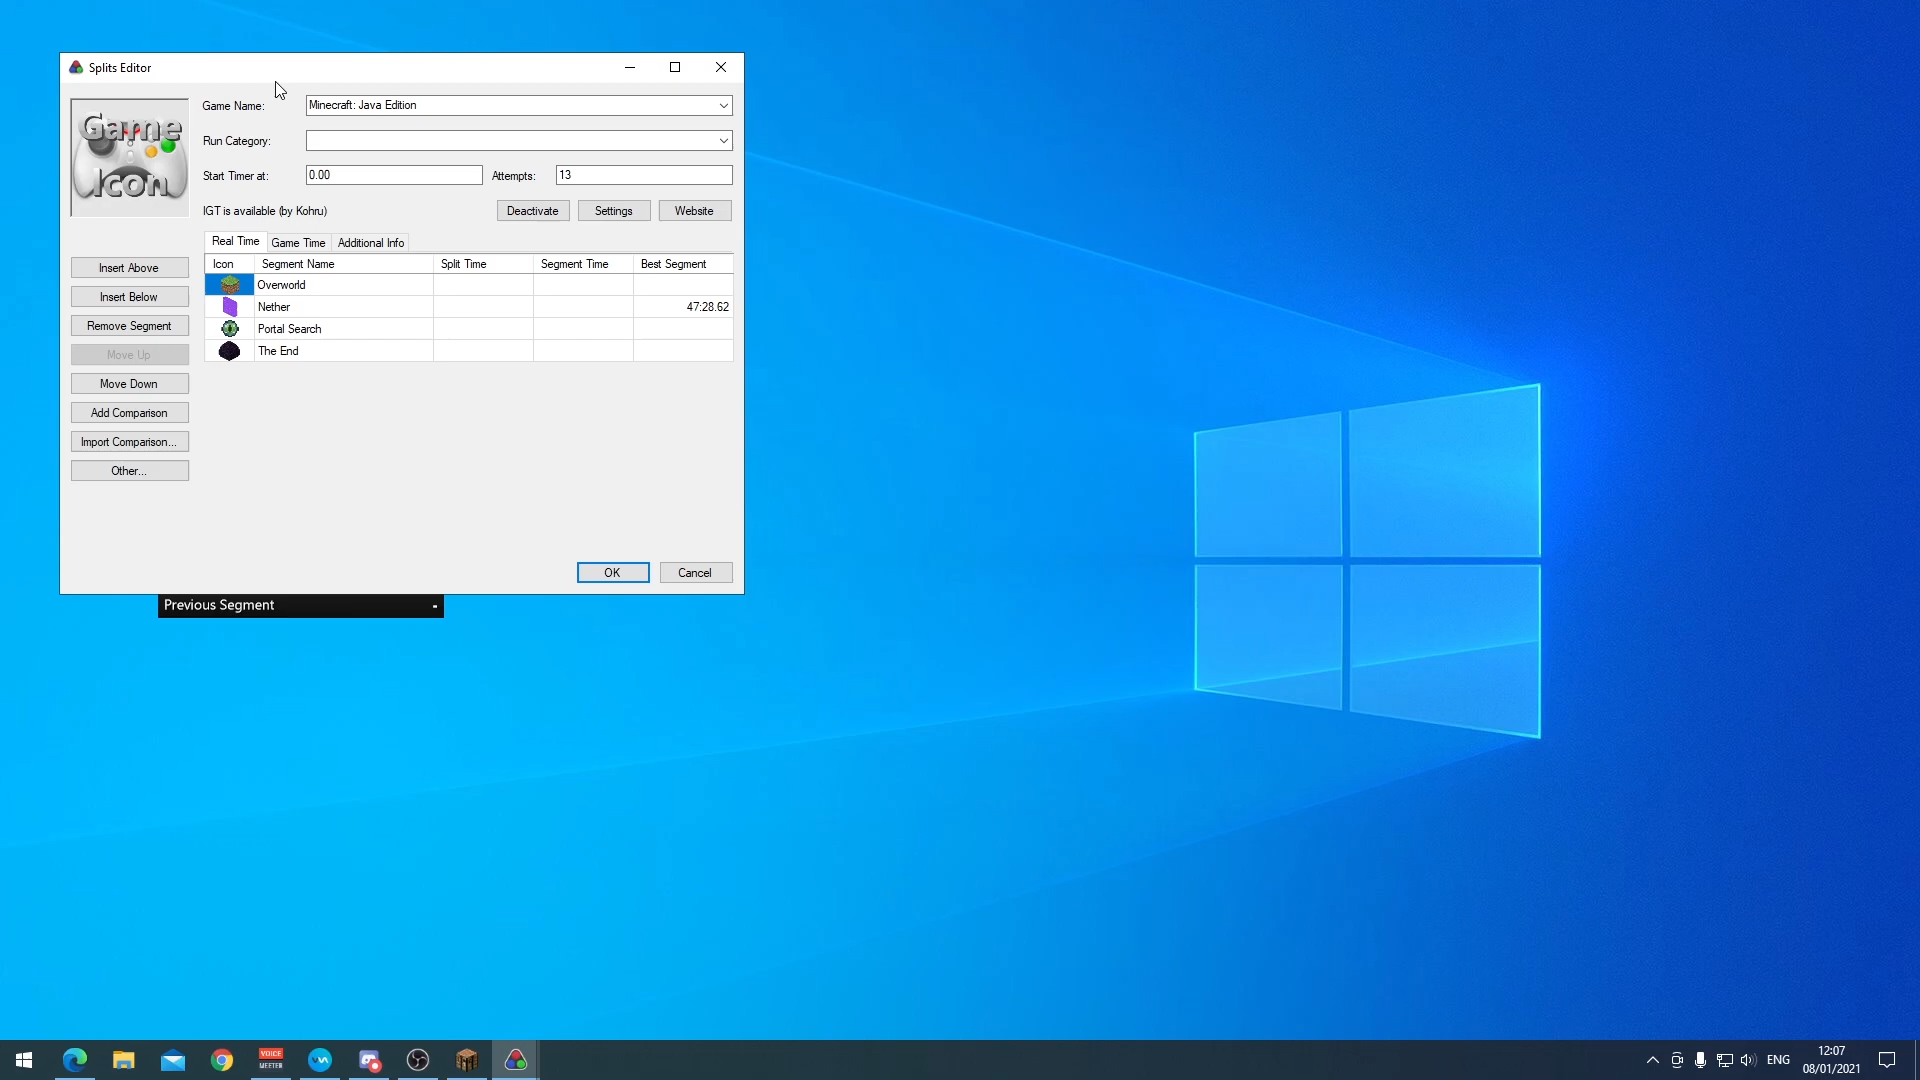 Splits Editor
Game Icon
Game Name: Minecraft: Java Edition
Run Category:
Start Timer at: 0.00 Attempts: 13
IGT is available (by Kohru) Deactivate Settings Website
Real Time Game Time Additional Info
Icon Segment Name Split Time Segment Time Best Segment
Overworld
Nether 47:28.62
Portal Search
The End
Insert Above
Insert Below
Remove Segment
Move Up
Move Down
Add Comparison
Import Comparison...
Other...
OK Cancel
Previous Segment -
VOICE
MEETER
ENG
12:07
08/01/2021